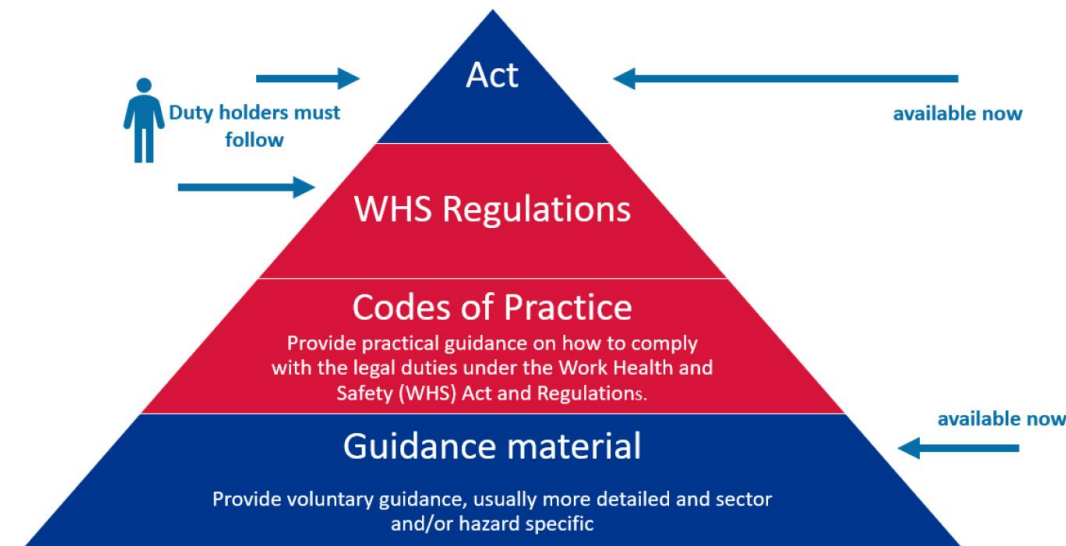 Act
Duty holders must
follow
available now
WHS Regulations
Codes of Practice
Provide practical guidance on how to comply
with the legal duties under the Work Health and
Safety (WHS) Act and Regulations.
available now
Guidance material
Provide voluntary guidance, usually more detailed and sector
and/or hazard specific